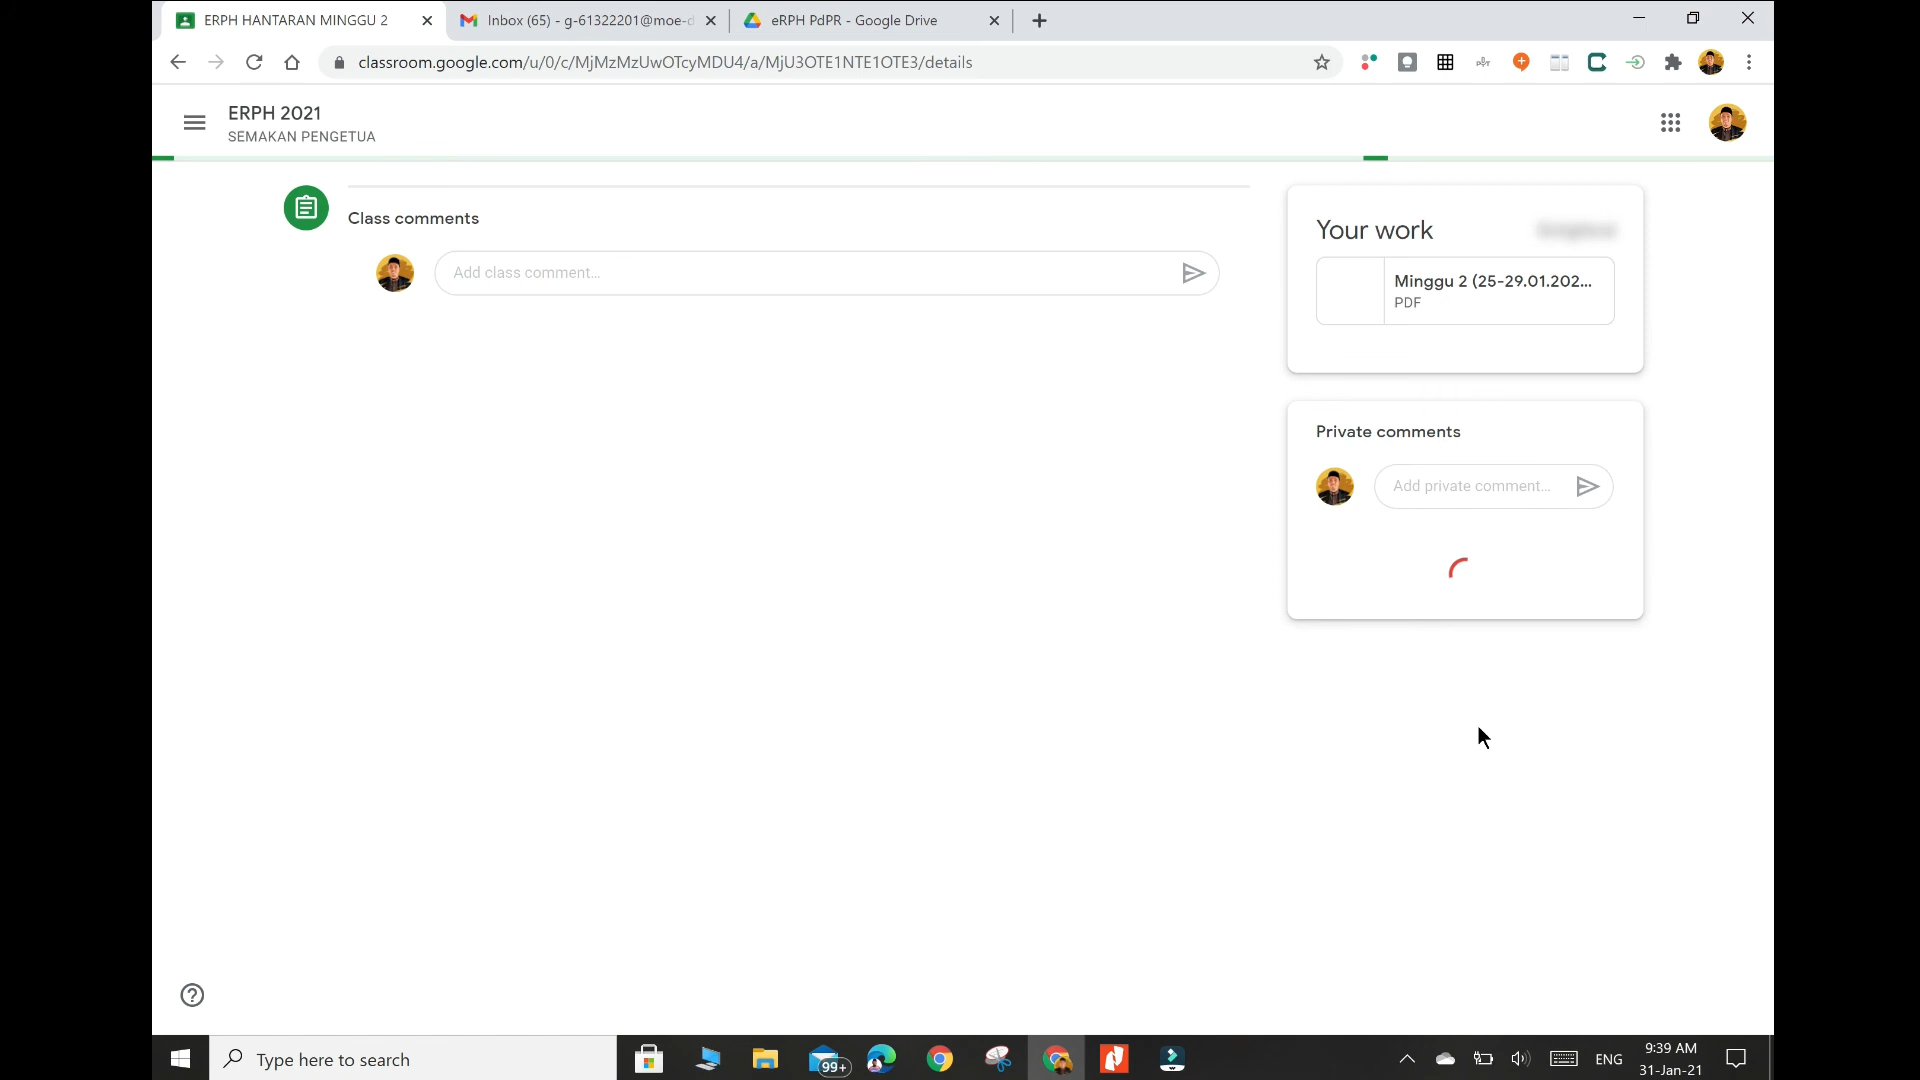 ERPH HANTARAN MINGGU 2
Inbox (65) - g-61322201@moe-d
eRPH PdPR - Google Drive
classroom.google.com/u/0/c/MjMzMzUwOTcyMDU4/a/MjU3OTE1NTE1OTE3/details
ERPH 2021
SEMAKAN PENGETUA
Class comments
Add class comment...
Your work
Minggu 2 (25-29.01.202...
PDF
Private comments
Add private comment...
Type here to search
99+
ENG
9:39 AM
31-Jan-21